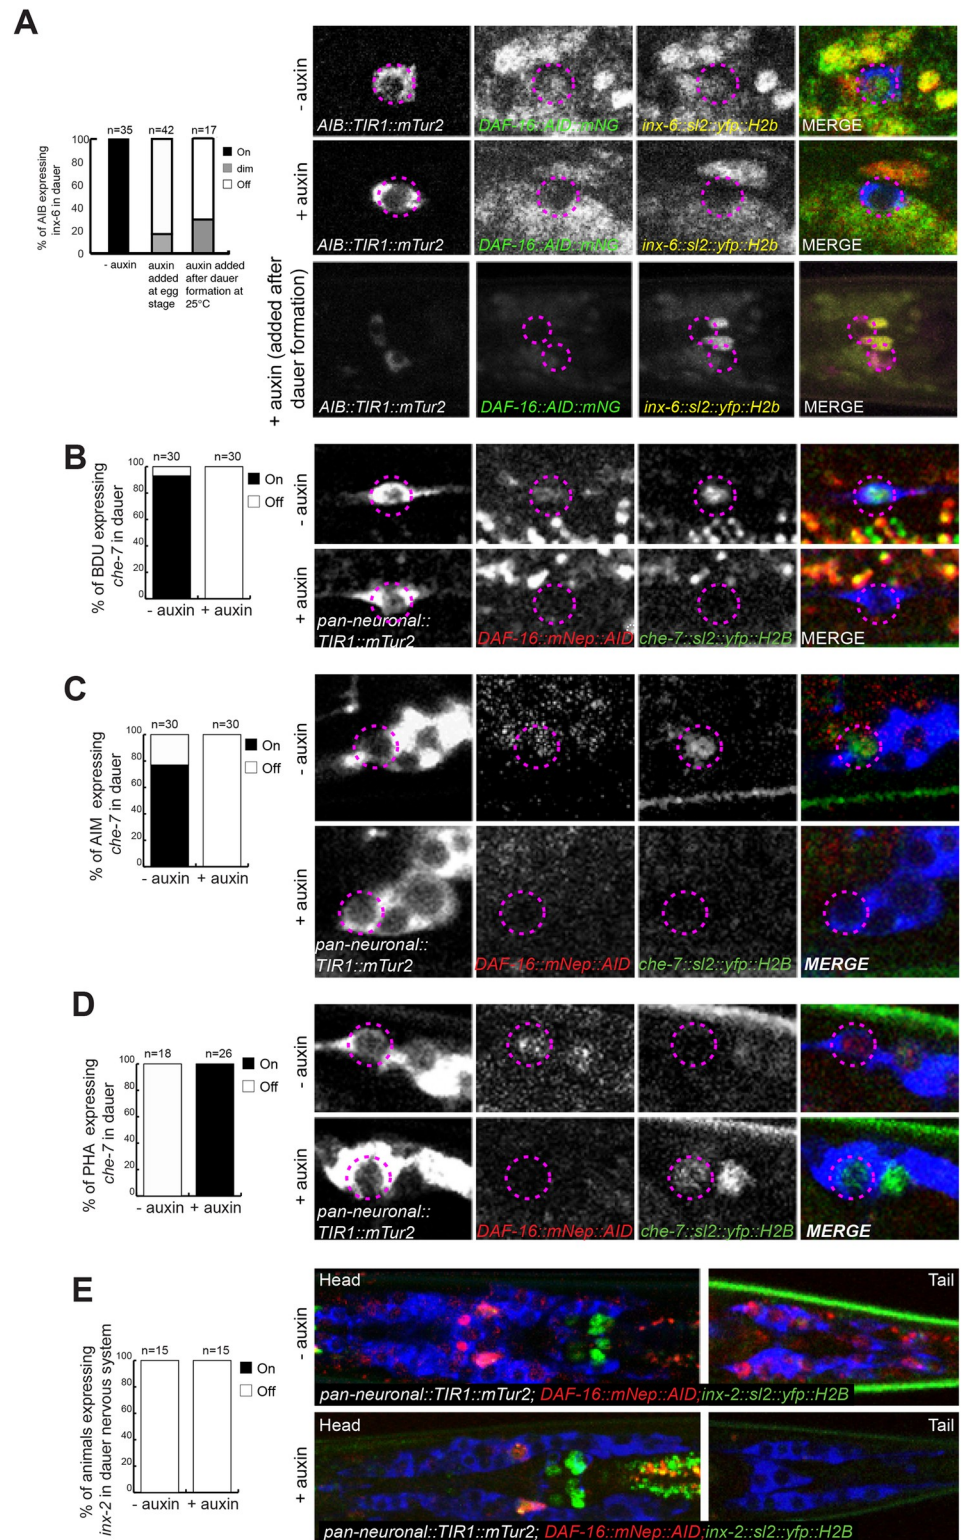 A
% of AIB expressing
inx-6 in dauer
100
80
60
40
20
0
n=35
n=42
n=17
On
dim
Off
- auxin
auxin
added
at egg
stage
auxin added
after dauer
formation at
25°C
- auxin
AIB::TIR1::mTur2
DAF-16::AID::mNG
inx-6::sl2::yfp::H2b
MERGE
+ auxin
AIB::TIR1::mTur2
DAF-16::AID::mNG
inx-6::sl2::yfp::H2b
MERGE
+ auxin (added after
dauer formation)
AIB::TIR1::mTur2
DAF-16::AID::mNG
inx-6::sl2::yfp::H2b
MERGE
B
% of BDU expressing
che-7 in dauer
100
80
60
40
20
0
n=30
n=30
On
Off
- auxin
+ auxin
- auxin
+ auxin
pan-neuronal::
TIR1::mTur2
DAF-16::mNep::AID
che-7::sl2::yfp::H2B
MERGE
C
% of AIM expressing
che-7 in dauer
100
80
60
40
20
0
n=30
n=30
On
Off
- auxin
+ auxin
- auxin
+ auxin
pan-neuronal::
TIR1::mTur2
DAF-16::mNep::AID
che-7::sl2::yfp::H2B
MERGE
D
% of PHA expressing
che-7 in dauer
100
80
60
40
20
0
n=18
n=26
On
Off
- auxin
+ auxin
- auxin
+ auxin
pan-neuronal::
TIR1::mTur2
DAF-16::mNep::AID
che-7::sl2::yfp::H2B
MERGE
E
% of animals expressing
inx-2 in dauer nervous system
100
80
60
40
20
0
n=15
n=15
On
Off
- auxin
+ auxin
- auxin
Head
Tail
pan-neuronal::TIR1::mTur2; DAF-16::mNep::AID;inx-2::sl2::yfp::H2B
+ auxin
Head
Tail
pan-neuronal::TIR1::mTur2; DAF-16::mNep::AID;inx-2::sl2::yfp::H2B